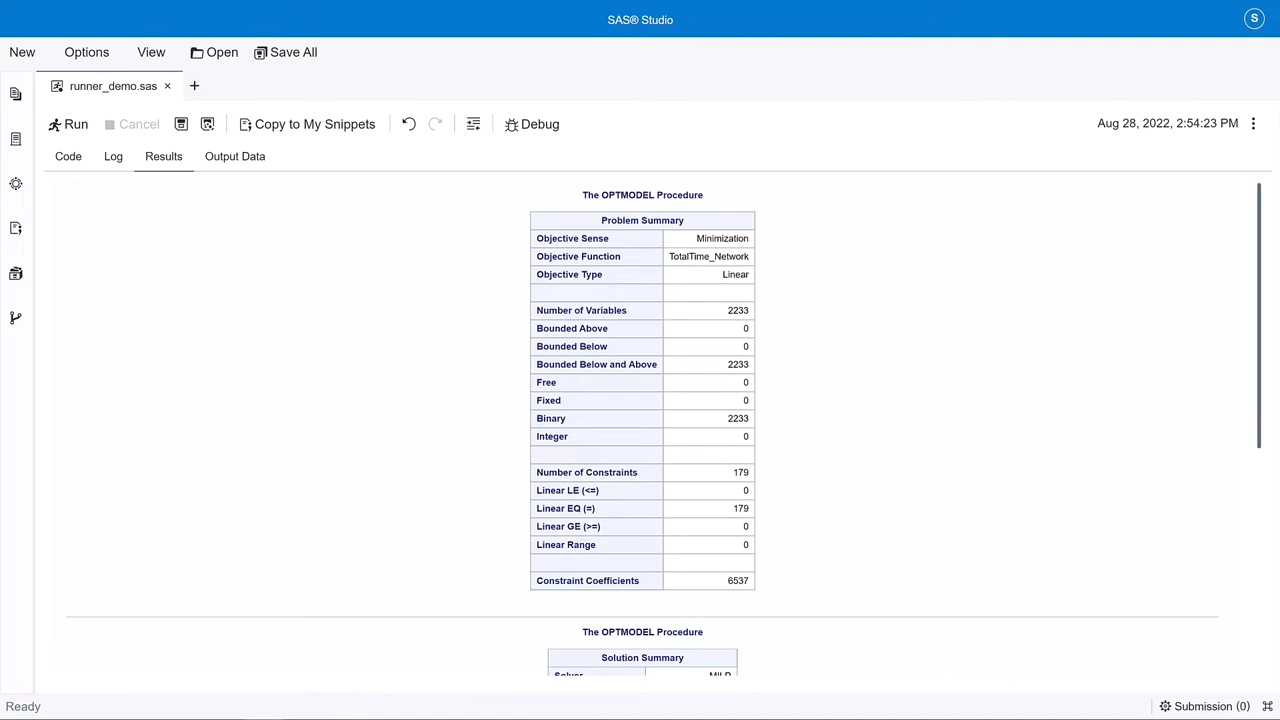 SAS® Studio
S
New Options View Open Save All
runner_demo.sas × +
Run Cancel Copy to My Snippets Debug Aug 28, 2022, 2:54:23 PM
Code Log Results Output Data
The OPTMODEL Procedure
Problem Summary
Objective Sense Minimization
Objective Function TotalTime_Network
Objective Type Linear
Number of Variables 2233
Bounded Above 0
Bounded Below 0
Bounded Below and Above 2233
Free 0
Fixed 0
Binary 2233
Integer 0
Number of Constraints 179
Linear LE (<=) 0
Linear EQ (=) 179
Linear GE (>=) 0
Linear Range 0
Constraint Coefficients 6537
The OPTMODEL Procedure
Solution Summary
Solver MILP
Ready Submission (0)